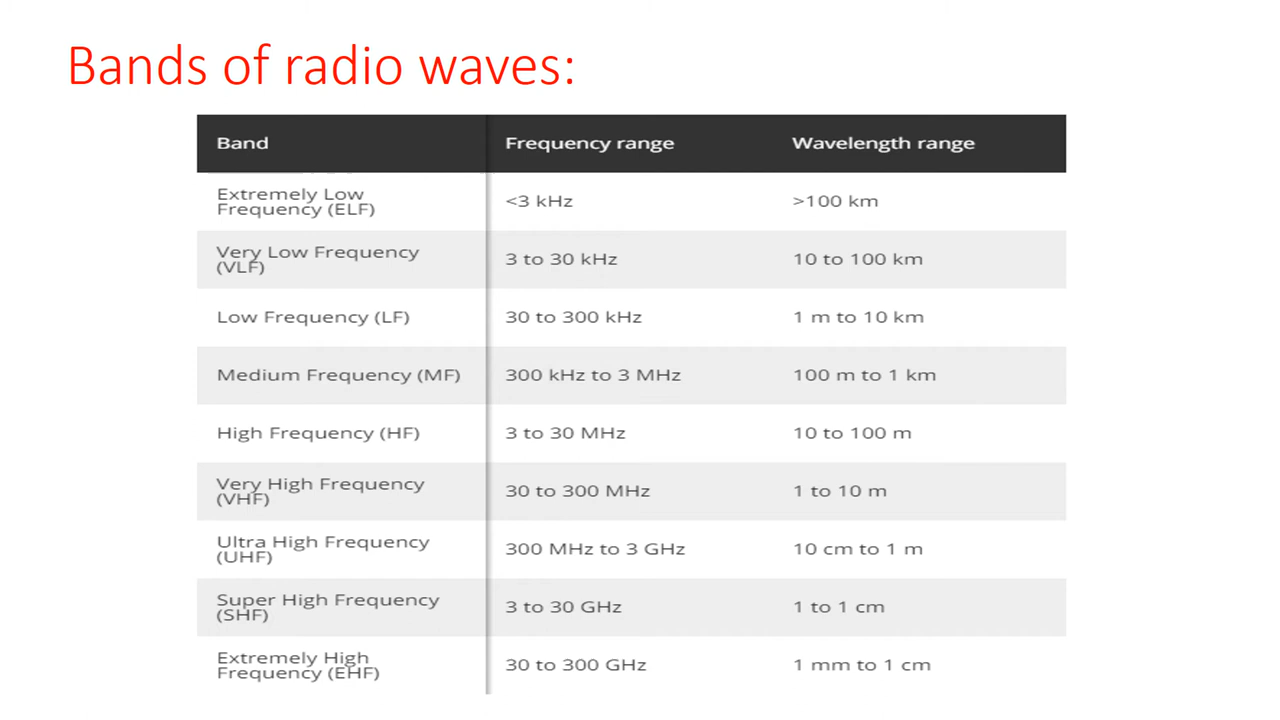 Bands of radio waves:
Band Frequency range Wavelength range
Extremely Low
Frequency (ELF) <3 kHz >100 km
Very Low Frequency
(VLF) 3 to 30 kHz 10 to 100 km
Low Frequency (LF) 30 to 300 kHz 1 m to 10 km
Medium Frequency (MF) 300 kHz to 3 MHz 100 m to 1 km
High Frequency (HF) 3 to 30 MHz 10 to 100 m
Very High Frequency
(VHF) 30 to 300 MHz 1 to 10 m
Ultra High Frequency
(UHF) 300 MHz to 3 GHz 10 cm to 1 m
Super High Frequency
(SHF) 3 to 30 GHz 1 to 1 cm
Extremely High
Frequency (EHF) 30 to 300 GHz 1 mm to 1 cm